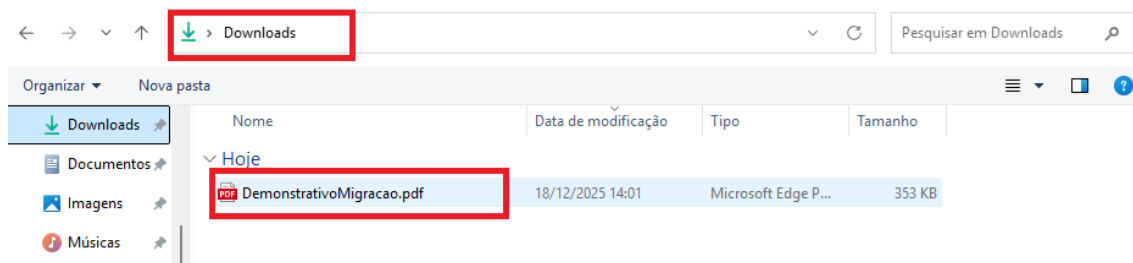 Downloads
Pesquisar em Downloads
Organizar Nova pasta
Downloads
Nome Data de modificação Tipo Tamanho
Documentos
Hoje
PDF DemonstrativoMigracao.pdf 18/12/2025 14:01 Microsoft Edge P... 353 KB
Imagens
Músicas